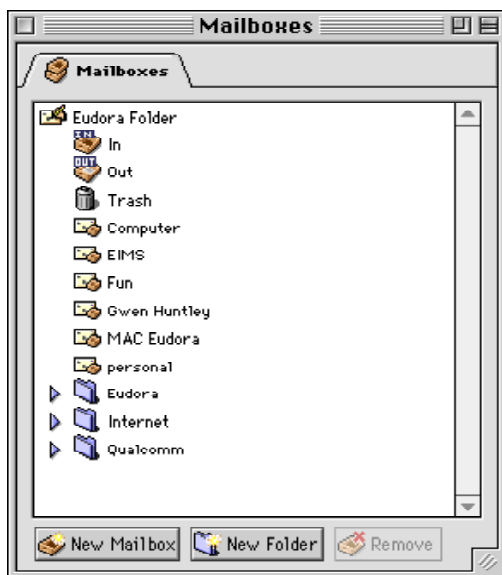 Mailboxes
Mailboxes
Eudora Folder
IN
In
OUT
Out
Trash
Computer
EIMS
Fun
Gwen Huntley
MAC Eudora
personal
Eudora
Internet
Qualcomm
New Mailbox New Folder Remove